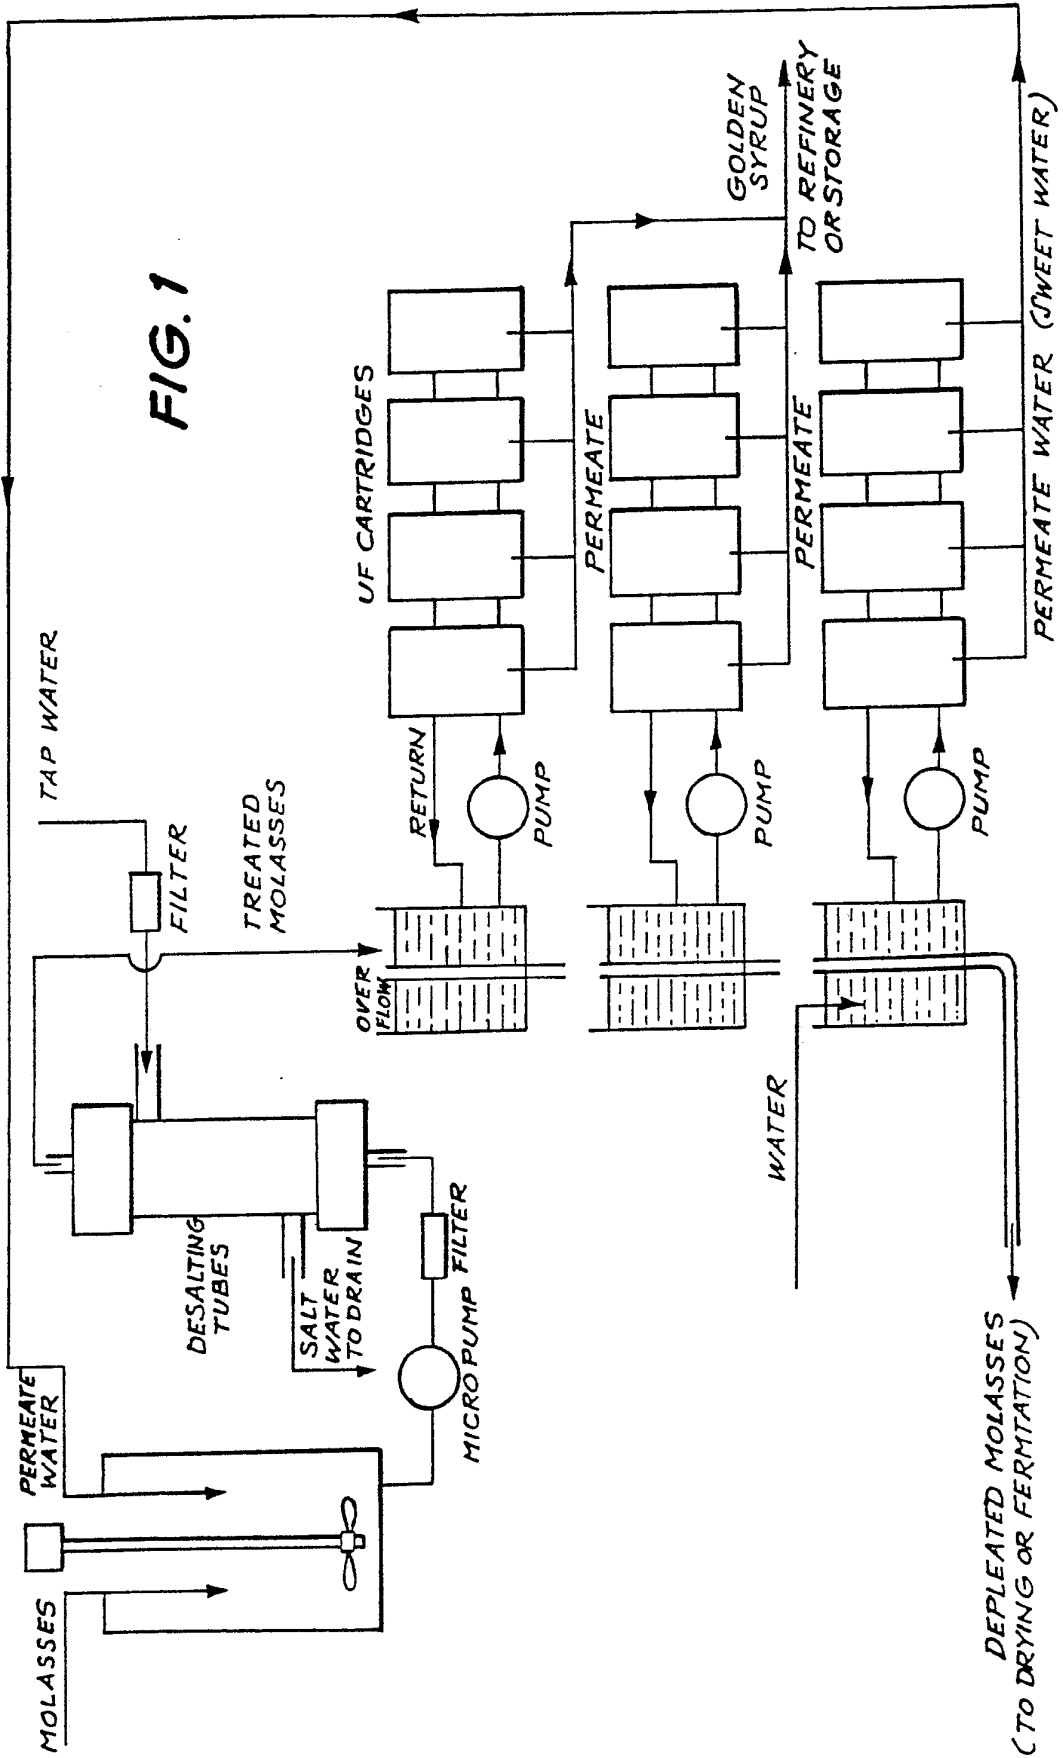 FIG. 1
MOLASSES
PERMEATE
WATER
TAP WATER
FILTER
DESALTING
TUBES
SALT
WATER
TO DRAIN
MICRO PUMP
FILTER
TREATED
MOLASSES
OVER
FLOW
RETURN
PUMP
UF CARTRIDGES
PERMEATE
GOLDEN
SYRUP
TO REFINERY
OR STORAGE
PUMP
PERMEATE
WATER
PUMP
PERMEATE WATER (SWEET WATER)
DEPLEATED MOLASSES
(TO DRYING OR FERMTATION)